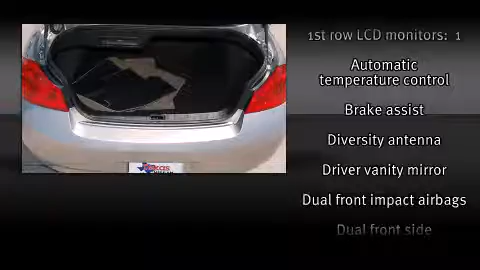 1st row LCD monitors: 1
Automatic
temperature control
Brake assist
Diversity antenna
Driver vanity mirror
Dual front impact airbags
Dual front side